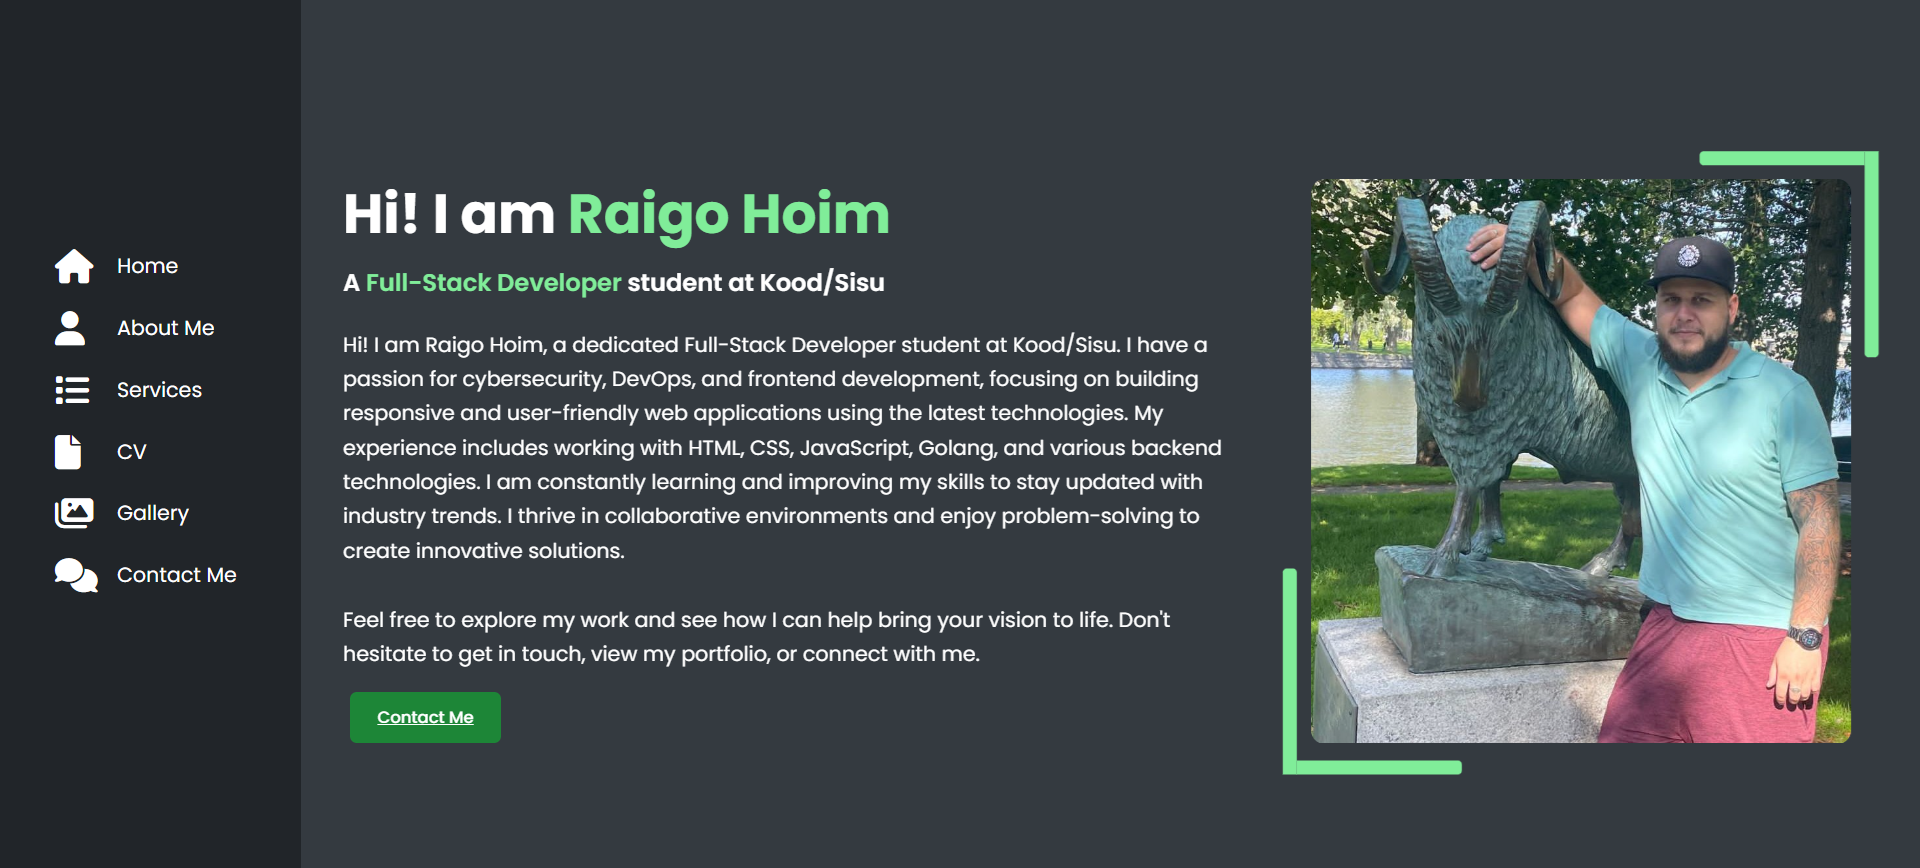 Home
About Me
Services
CV
Gallery
Contact Me
Hi! I am Raigo Hoim
A Full-Stack Developer student at Kood/Sisu
Hi! I am Raigo Hoim, a dedicated Full-Stack Developer student at Kood/Sisu. I have a
passion for cybersecurity, DevOps, and frontend development, focusing on building
responsive and user-friendly web applications using the latest technologies. My
experience includes working with HTML, CSS, JavaScript, Golang, and various backend
technologies. I am constantly learning and improving my skills to stay updated with
industry trends. I thrive in collaborative environments and enjoy problem-solving to
create innovative solutions.
Feel free to explore my work and see how I can help bring your vision to life. Don't
hesitate to get in touch, view my portfolio, or connect with me.
Contact Me